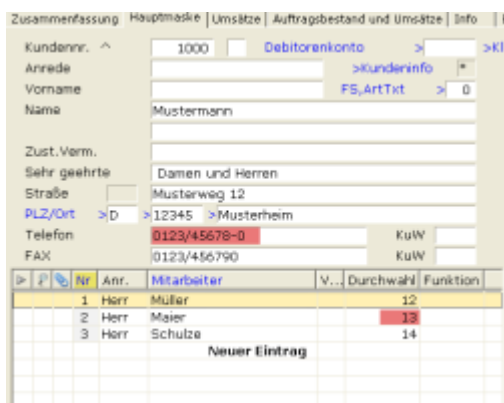 Zusammenfassung Hauptmaske Umsätze Auftragsbestand und Umsätze Info
Kundennr. ^ 1000 Debitorenkonto >
Anrede >Kundeninfo *
Vorname FS,ArtTxt > 0
Name Mustermann
Zust.Verm.
Sehr geehrte Damen und Herren
Straße Musterweg 12
PLZ/Ort >D >12345 >Musterheim
Telefon 0123/45678-0 KuW
FAX 0123/456790 KuW
Nr Anr. Mitarbeiter V... Durchwahl Funktion
1 Herr Müller 12
2 Herr Maier 13
3 Herr Schulze 14
Neuer Eintrag